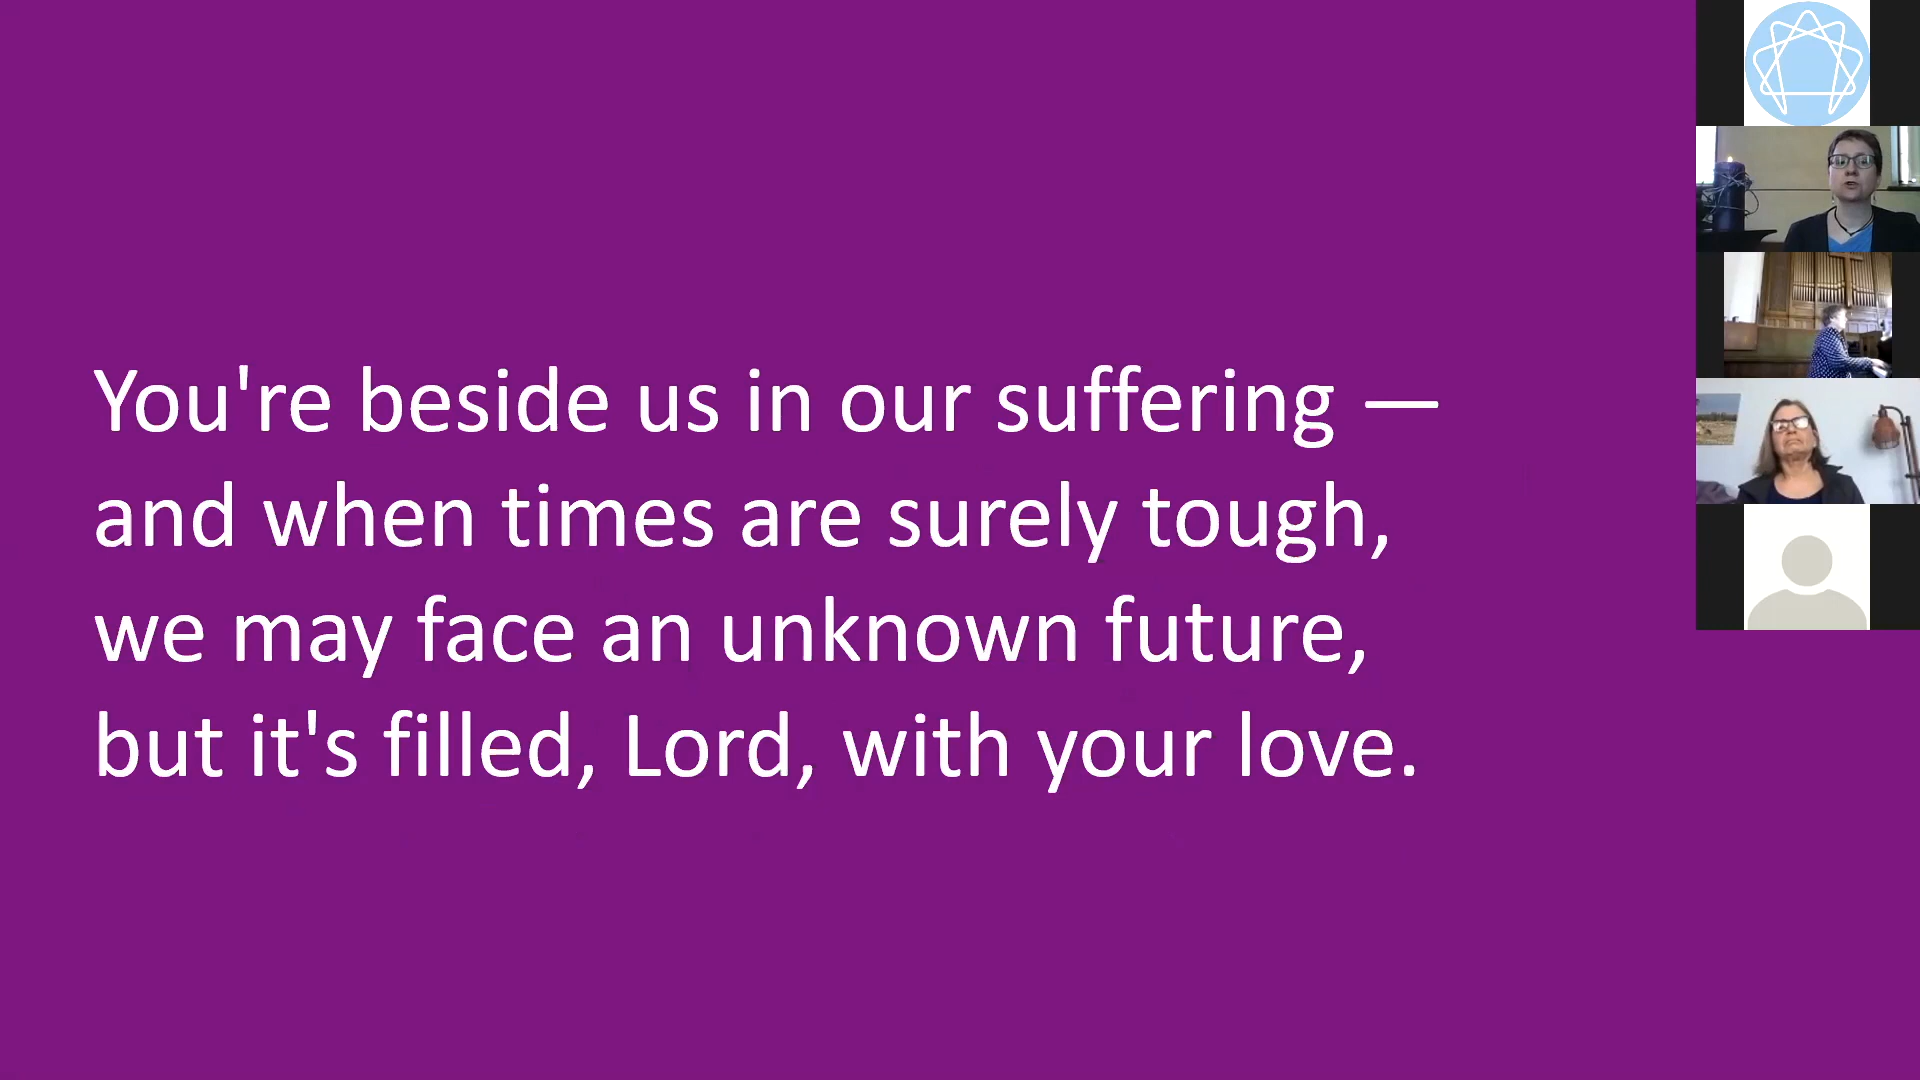 You're beside us in our suffering —
and when times are surely tough,
we may face an unknown future,
but it's filled, Lord, with your love.